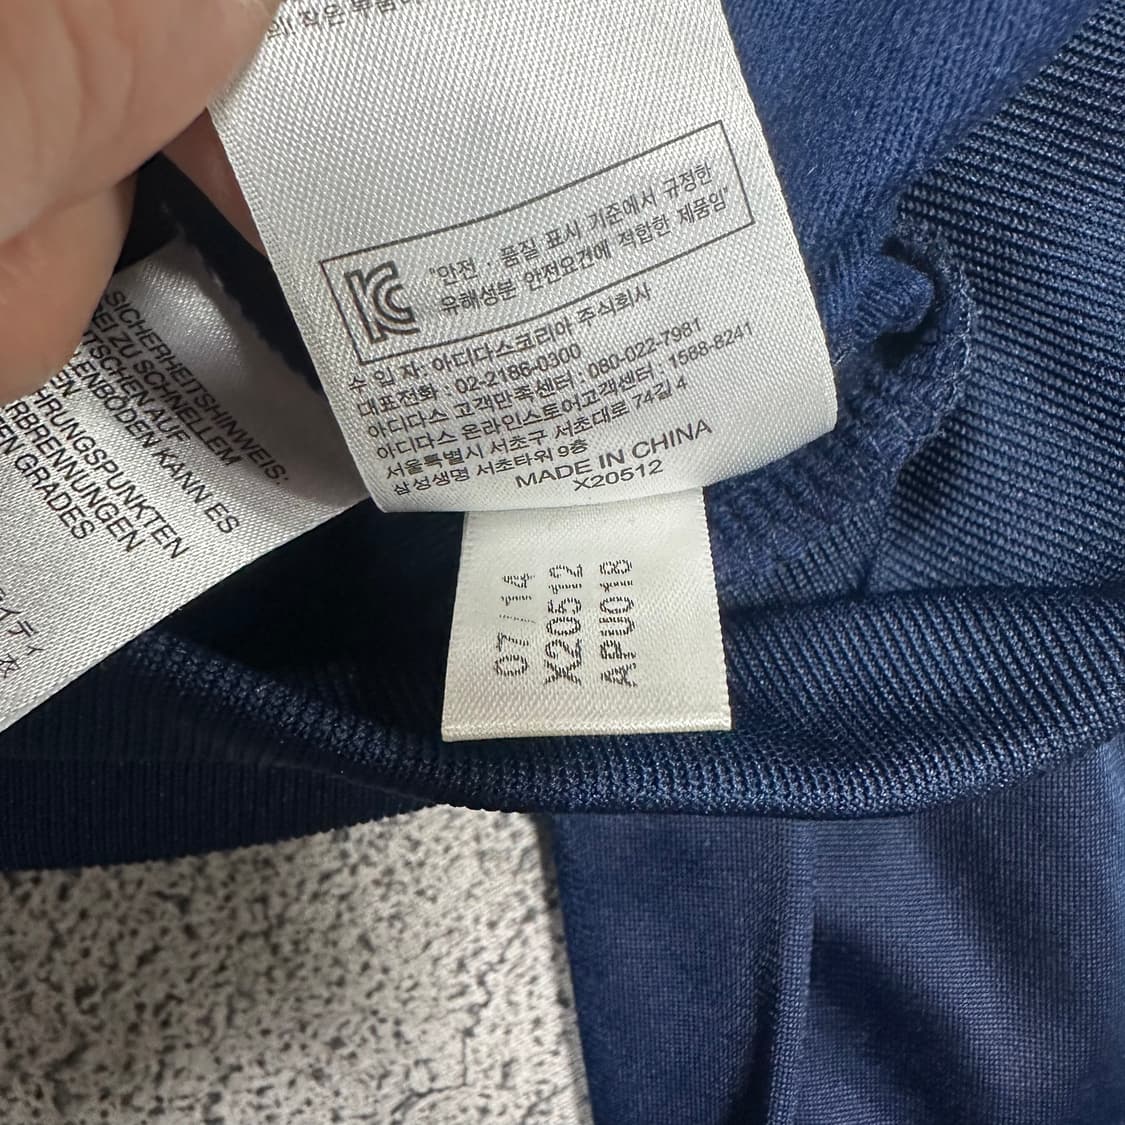 KC
"안전 · 품질 표시 기준에서 규정한
유해성분 안전요건에 적합한 제품임"
수 입 자: 아디다스코리아 주식회사
대표전화 : 02-2186-0300
아디다스 고객만족센터 : 080-022-7981
아디다스 온라인스토어고객센터 : 1588-8241
서울특별시 서초구 서초대로 74길 4
삼성생명 서초타워 9층
MADE IN CHINA
X20512
07/14
X20512
APU018
SICHERHEITSHINWEIS:
BEI ZU SCHNELLEM
AUF
LENBÖDEN KANN ES
VERBRENNUNGEN
GRADES